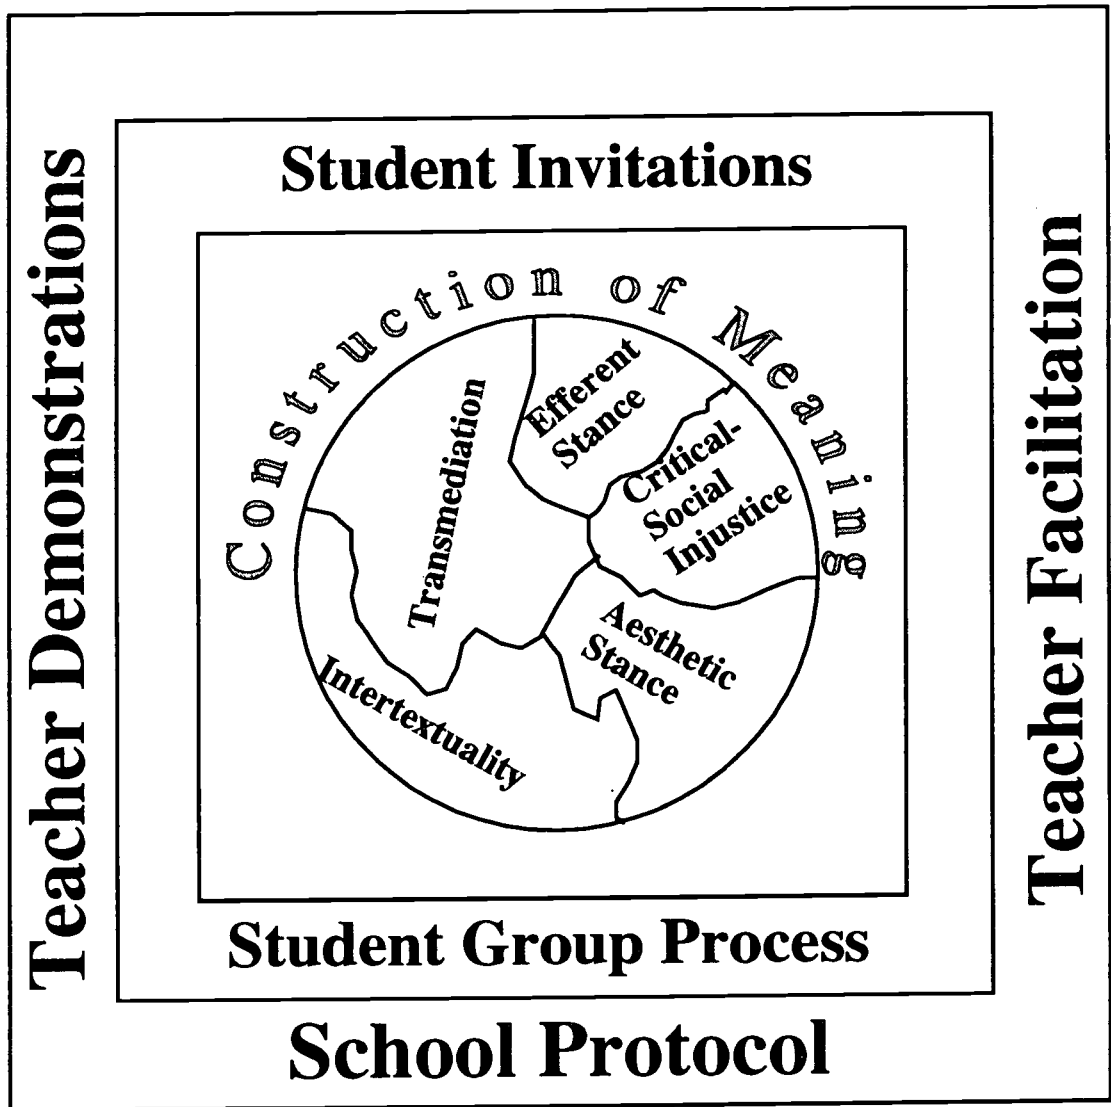 Student Invitations
Teacher Demonstrations
Teacher Facilitation
Construction of Meaning
Transmediation
Efferent
Stance
Critical-
Social
Injustice
Aesthetic
Stance
Intertextuality
Student Group Process
School Protocol